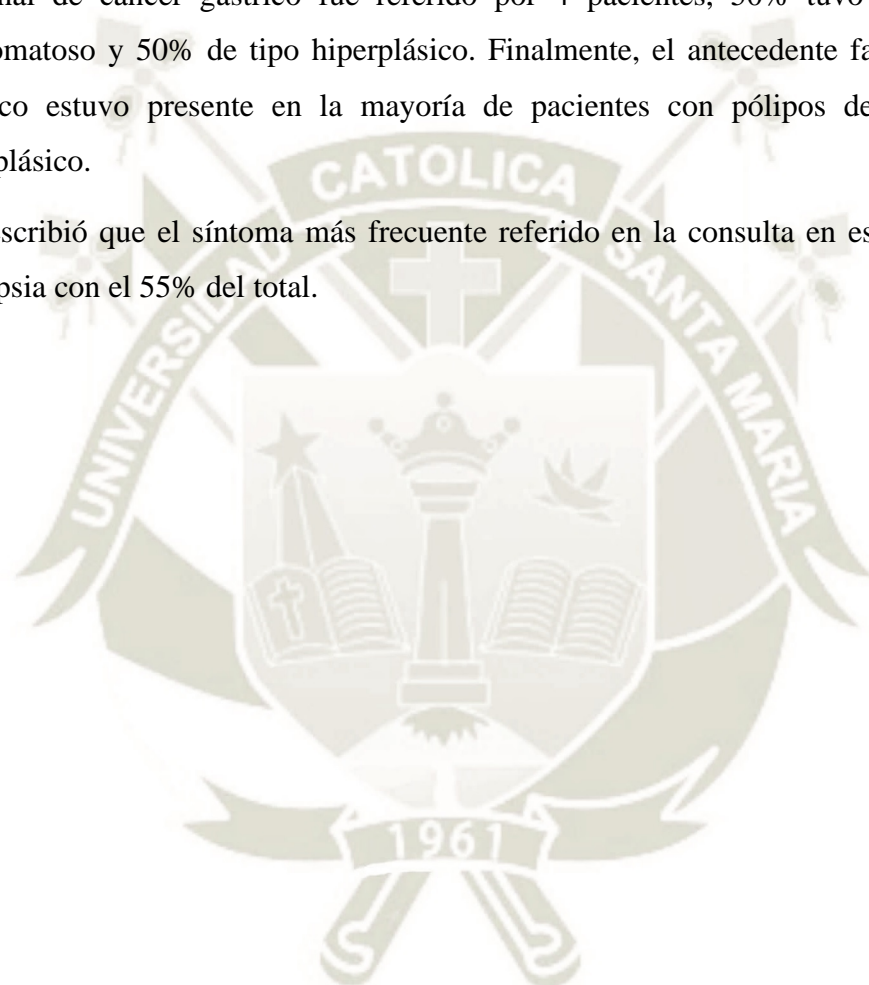 nal de cáncer gástrico fue referido por 4 pacientes, 50% tuvo
omatoso y 50% de tipo hiperplásico. Finalmente, el antecedente fa
co estuvo presente en la mayoría de pacientes con pólipos de
plásico.
scribió que el síntoma más frecuente referido en la consulta en es
psia con el 55% del total.
UNIVERSIDAD CATOLICA SANTA MARIA
1961